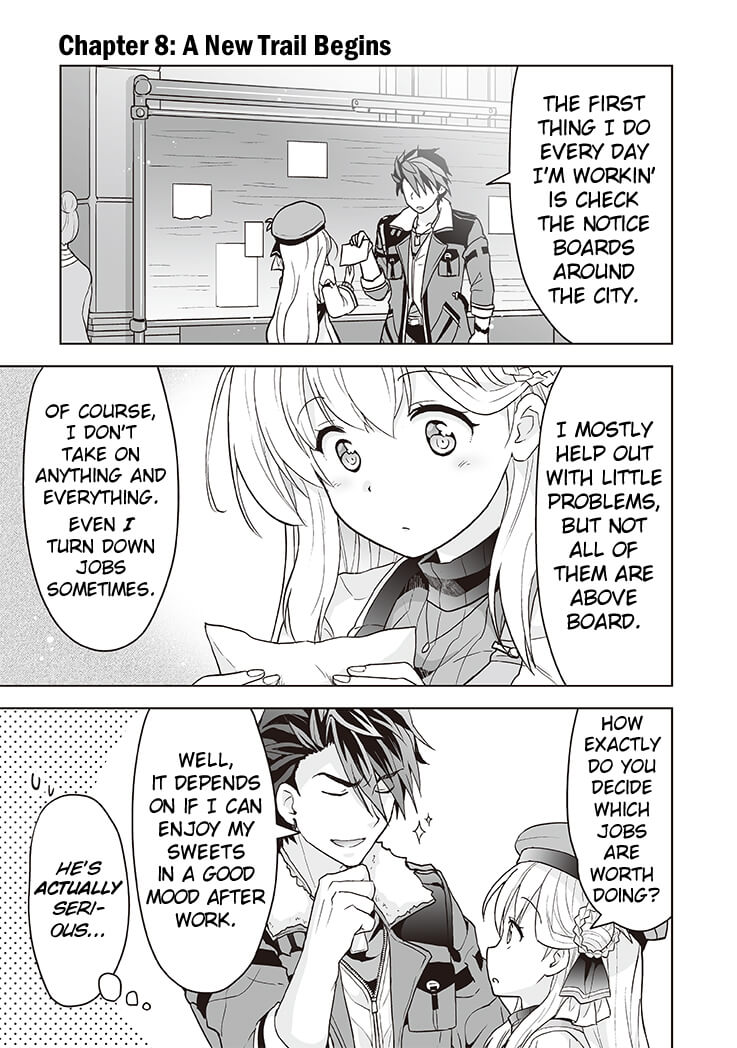 Chapter 8: A New Trail Begins
THE FIRST
THING I DO
EVERY DAY
I'M WORKIN'
IS CHECK
THE NOTICE
BOARDS
AROUND
THE CITY.
I MOSTLY
HELP OUT
WITH LITTLE
PROBLEMS,
BUT NOT
ALL OF
THEM ARE
ABOVE
BOARD.
OF COURSE,
I DON'T
TAKE ON
ANYTHING AND
EVERYTHING.
EVEN I
TURN DOWN
JOBS
SOMETIMES.
HOW
EXACTLY
DO YOU
DECIDE
WHICH
JOBS
ARE
WORTH
DOING?
WELL,
IT DEPENDS
ON IF I CAN
ENJOY MY
SWEETS
IN A GOOD
MOOD AFTER
WORK.
HE'S
ACTUALLY
SERI-
OUS...